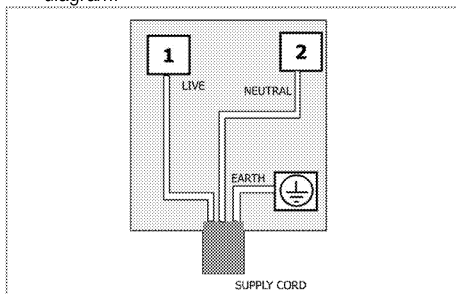 diagram.
1
2
LIVE
NEUTRAL
EARTH
SUPPLY CORD